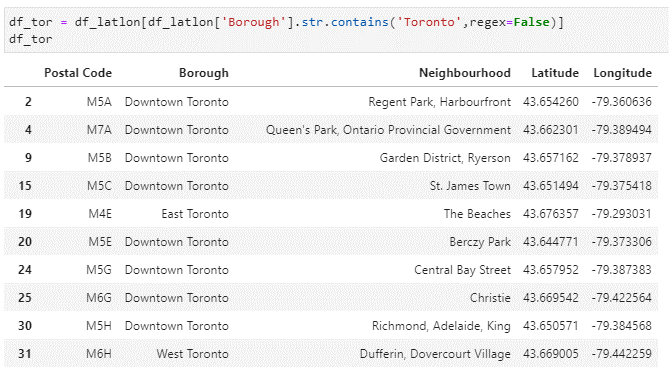 df_tor = df_latlon[df_latlon['Borough'].str.contains('Toronto',regex=False)]
df_tor
Postal Code Borough Neighbourhood Latitude Longitude
2 M5A Downtown Toronto Regent Park, Harbourfront 43.654260 -79.360636
4 M7A Downtown Toronto Queen's Park, Ontario Provincial Government 43.662301 -79.389494
9 M5B Downtown Toronto Garden District, Ryerson 43.657162 -79.378937
15 M5C Downtown Toronto St. James Town 43.651494 -79.375418
19 M4E East Toronto The Beaches 43.676357 -79.293031
20 M5E Downtown Toronto Berczy Park 43.644771 -79.373306
24 M5G Downtown Toronto Central Bay Street 43.657952 -79.387383
25 M6G Downtown Toronto Christie 43.669542 -79.422564
30 M5H Downtown Toronto Richmond, Adelaide, King 43.650571 -79.384568
31 M6H West Toronto Dufferin, Dovercourt Village 43.669005 -79.442259